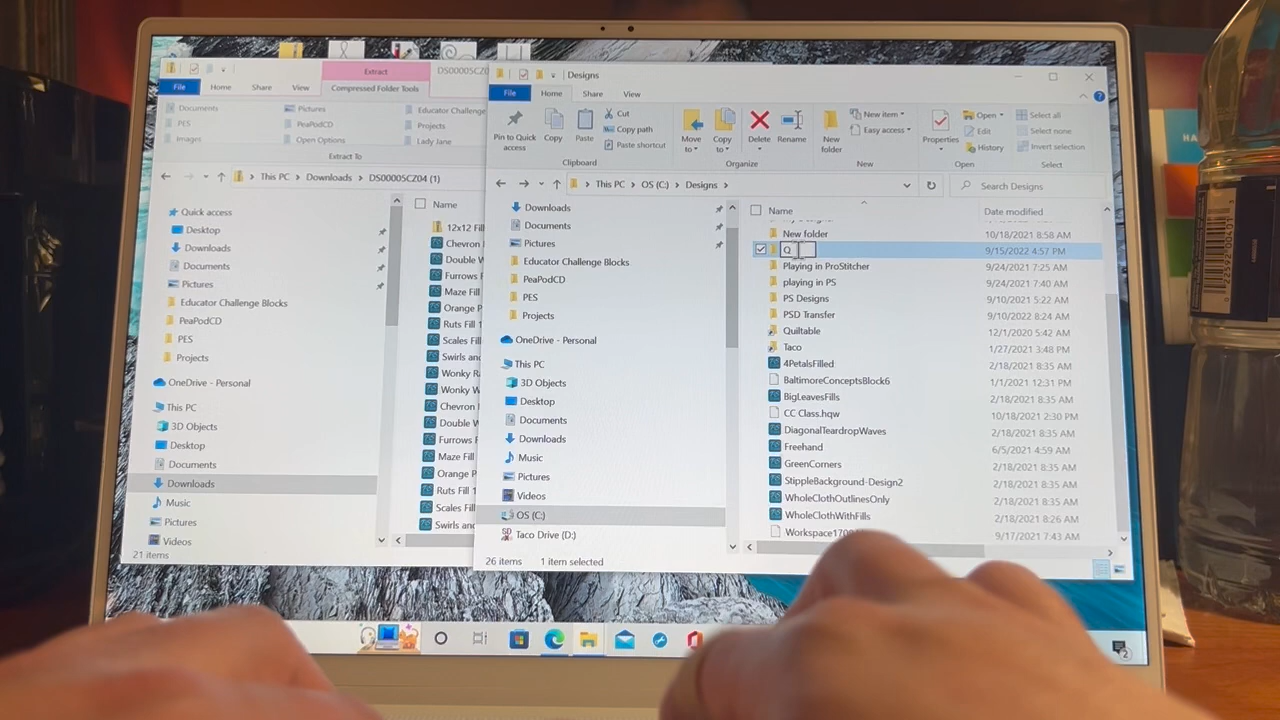 Extract
DS00005CZ0
File
Home
Share
View
Compressed Folder Tools
Documents
Pictures
Educator Challenge
PES
PeaPodCD
Projects
Images
Open Options
Lady Jane
Extract To
This PC > Downloads > DS00005CZ04 (1)
Quick access
Desktop
Downloads
Documents
Pictures
Educator Challenge Blocks
PeaPodCD
PES
Projects
OneDrive - Personal
This PC
3D Objects
Desktop
Documents
Downloads
Music
Pictures
Videos
21 items
Name
12x12 Fill
Chevron
Double W
Furrows F
Maze Fill
Orange P
Ruts Fill 1
Scales Fil
Swirls and
Wonky R
Wonky W
Chevron
Double W
Furrows F
Maze Fill
Orange P
Ruts Fill 1
Scales Fill
Swirls and
Designs
File
Home
Share
View
Pin to Quick access
Copy
Paste
Cut
Copy path
Paste shortcut
Clipboard
Move to
Copy to
Delete
Rename
Organize
New folder
New item
Easy access
New
Properties
Open
Edit
History
Open
Select all
Select none
Invert selection
Select
This PC > OS (C:) > Designs >
Search Designs
Downloads
Documents
Pictures
Educator Challenge Blocks
PeaPodCD
PES
Projects
OneDrive - Personal
This PC
3D Objects
Desktop
Documents
Downloads
Music
Pictures
Videos
OS (C:)
Taco Drive (D:)
26 items 1 item selected
Name Date modified
New folder 10/18/2021 8:58 AM
Q 9/15/2022 4:57 PM
Playing in ProStitcher 9/24/2021 7:25 AM
playing in PS 9/24/2021 7:40 AM
PS Designs 9/10/2021 5:22 AM
PSD Transfer 9/10/2022 8:24 AM
Quiltable 12/1/2020 5:42 AM
Taco 1/27/2021 3:48 PM
4PetalsFilled 2/18/2021 8:35 AM
BaltimoreConceptsBlock6 1/1/2021 12:31 PM
BigLeavesFills 2/18/2021 8:35 AM
CC Class.hqw 10/18/2021 2:30 PM
DiagonalTeardropWaves 2/18/2021 8:35 AM
Freehand 6/5/2021 4:59 AM
GreenCorners 2/18/2021 8:35 AM
StippleBackground-Design2 2/18/2021 8:35 AM
WholeClothOutlinesOnly 2/18/2021 8:35 AM
WholeClothWithFills 2/18/2021 8:26 AM
Workspace170 9/17/2021 7:43 AM
2
HA